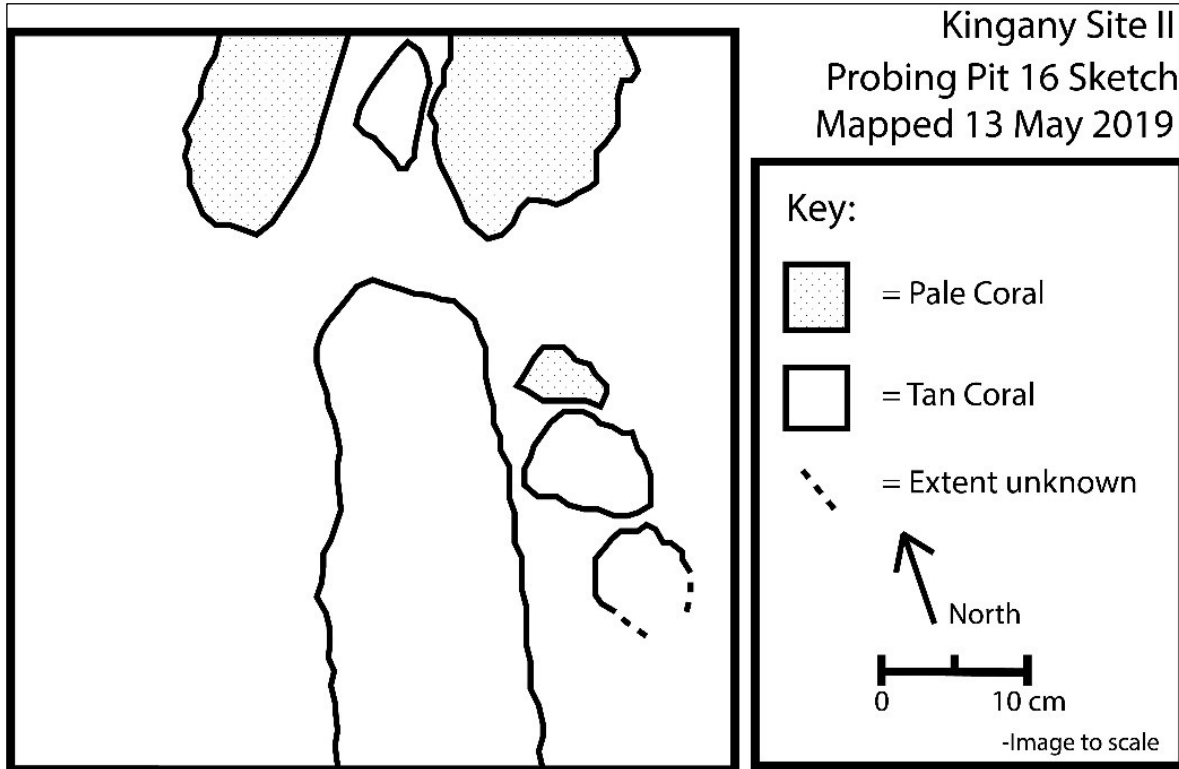 Kingany Site II
Probing Pit 16 Sketch
Mapped 13 May 2019
Key:
= Pale Coral
= Tan Coral
= Extent unknown
North
0 10 cm
-Image to scale